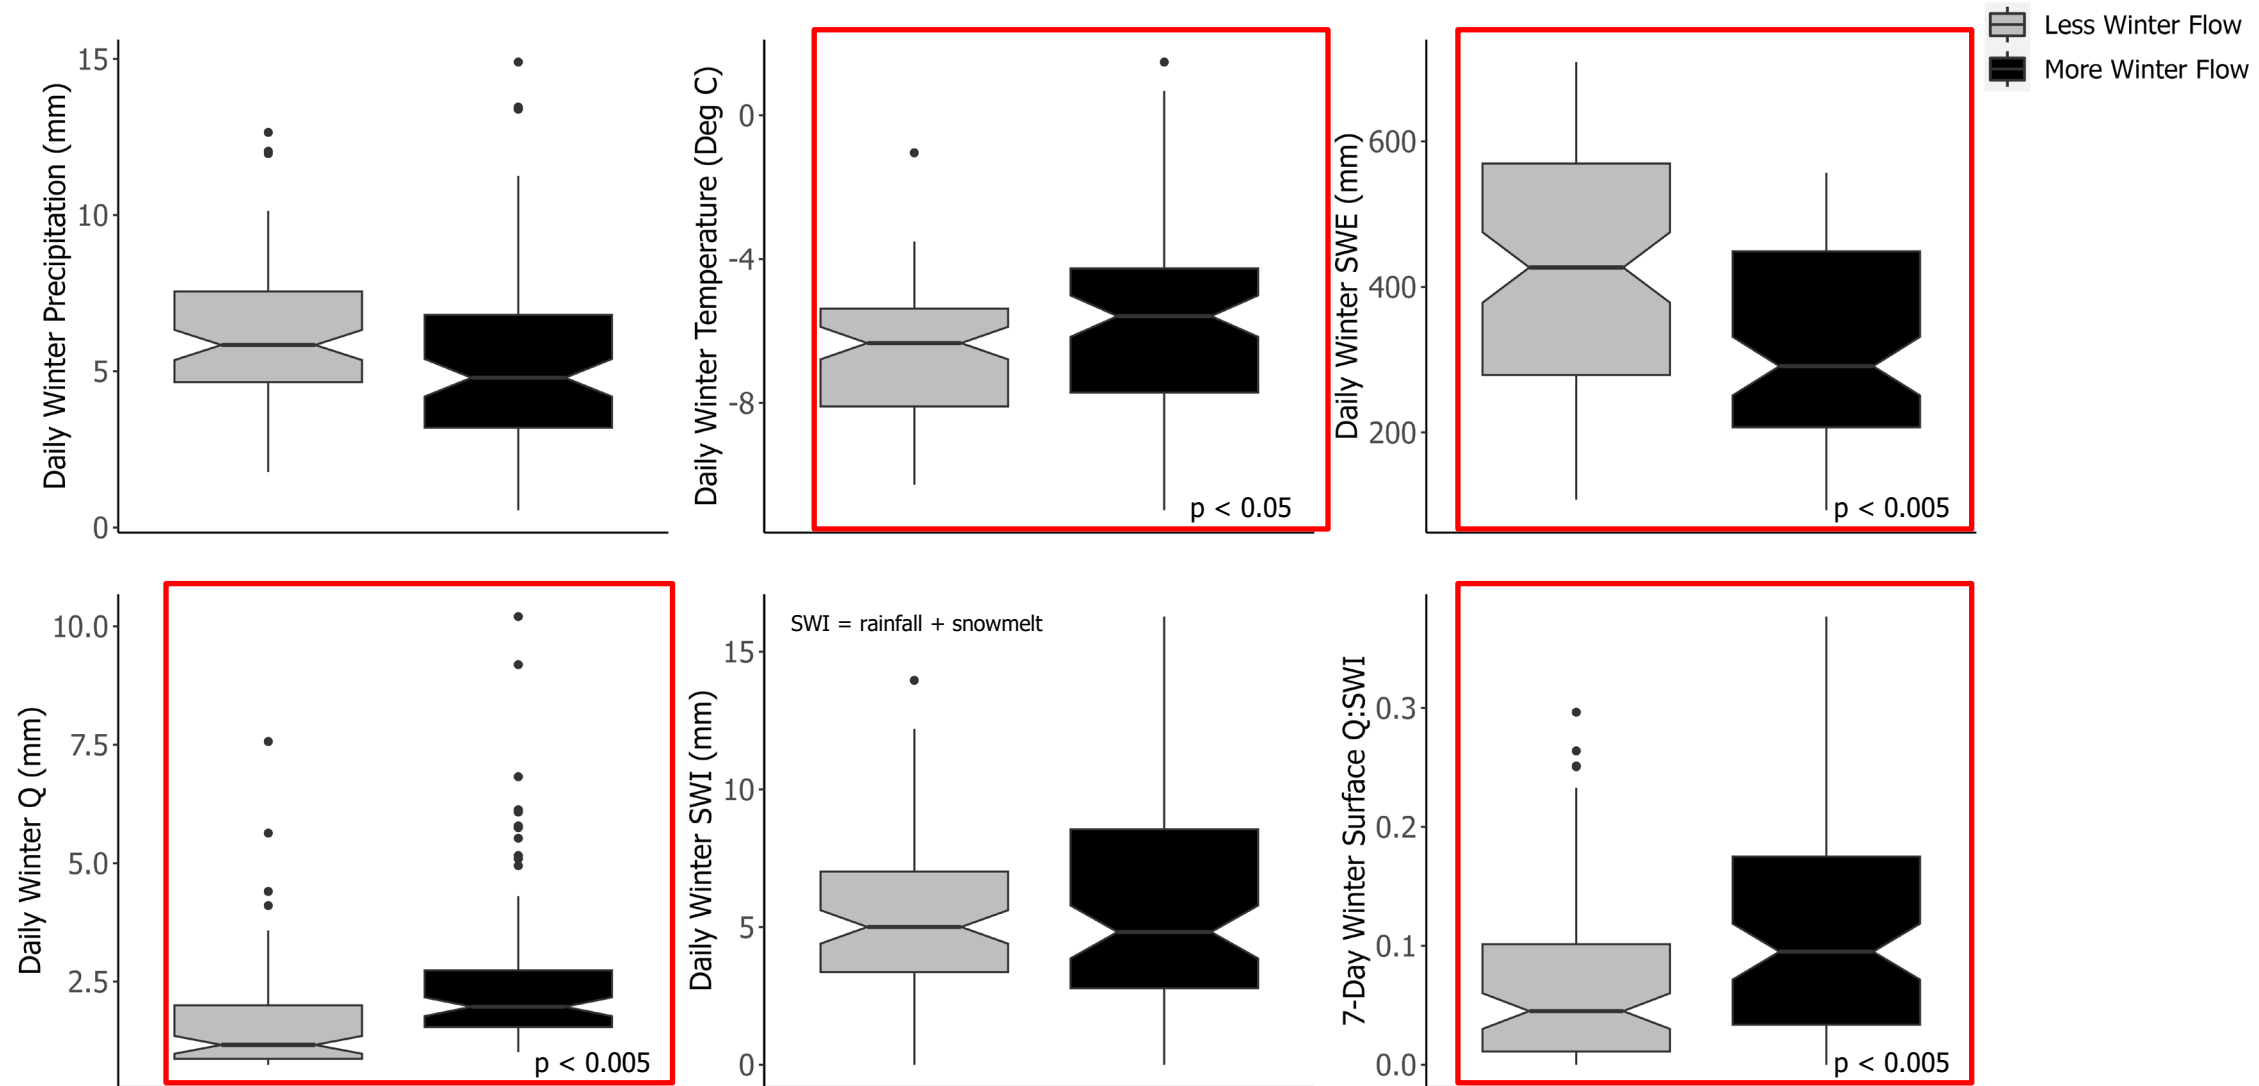 Less Winter Flow
More Winter Flow
Daily Winter Precipitation (mm)
15
10
5
0
Daily Winter Temperature (Deg C)
0
-4
-8
p < 0.05
Daily Winter SWE (mm)
600
400
200
p < 0.005
Daily Winter Q (mm)
10.0
7.5
5.0
2.5
p < 0.005
Daily Winter SWI (mm)
SWI = rainfall + snowmelt
15
10
5
0
7-Day Winter Surface Q:SWI
0.3
0.2
0.1
0.0
p < 0.005